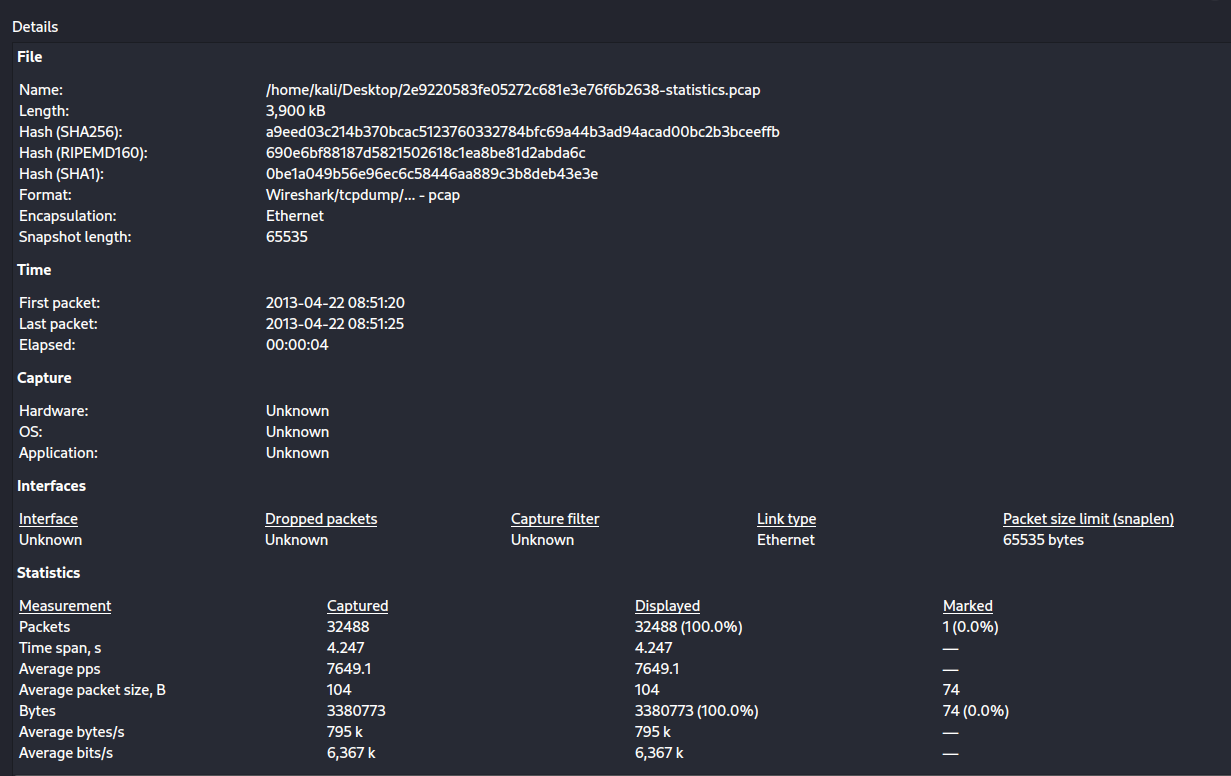 Details
File
Name: /home/kali/Desktop/2e9220583fe05272c681e3e76f6b2638-statistics.pcap
Length: 3,900 kB
Hash (SHA256): a9eed03c214b370bcac5123760332784bfc69a44b3ad94acad00bc2b3bceeffb
Hash (RIPEMD160): 690e6bf88187d5821502618c1ea8be81d2abda6c
Hash (SHA1): 0be1a049b56e96ec6c58446aa889c3b8deb43e3e
Format: Wireshark/tcpdump/... - pcap
Encapsulation: Ethernet
Snapshot length: 65535
Time
First packet: 2013-04-22 08:51:20
Last packet: 2013-04-22 08:51:25
Elapsed: 00:00:04
Capture
Hardware: Unknown
OS: Unknown
Application: Unknown
Interfaces
Interface Dropped packets Capture filter Link type Packet size limit (snaplen)
Unknown Unknown Unknown Ethernet 65535 bytes
Statistics
Measurement Captured Displayed Marked
Packets 32488 32488 (100.0%) 1 (0.0%)
Time span, s 4.247 4.247 —
Average pps 7649.1 7649.1 —
Average packet size, B 104 104 74
Bytes 3380773 3380773 (100.0%) 74 (0.0%)
Average bytes/s 795 k 795 k —
Average bits/s 6,367 k 6,367 k —